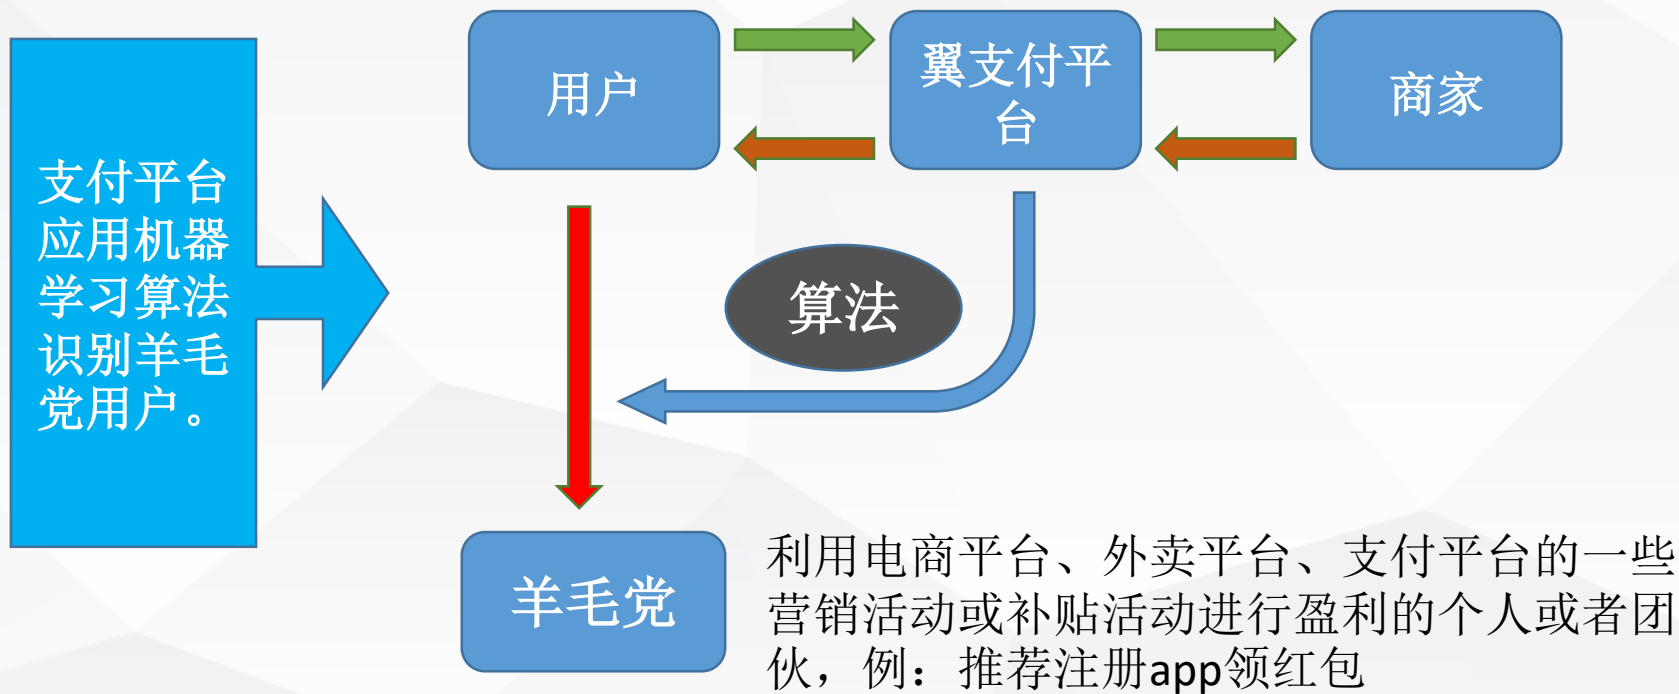 支付平台
应用机器
学习算法
识别羊毛
党用户。
用户
翼支付平
台
商家
算法
羊毛党
利用电商平台、外卖平台、支付平台的一些
营销活动或补贴活动进行盈利的个人或者团
伙，例：推荐注册app领红包